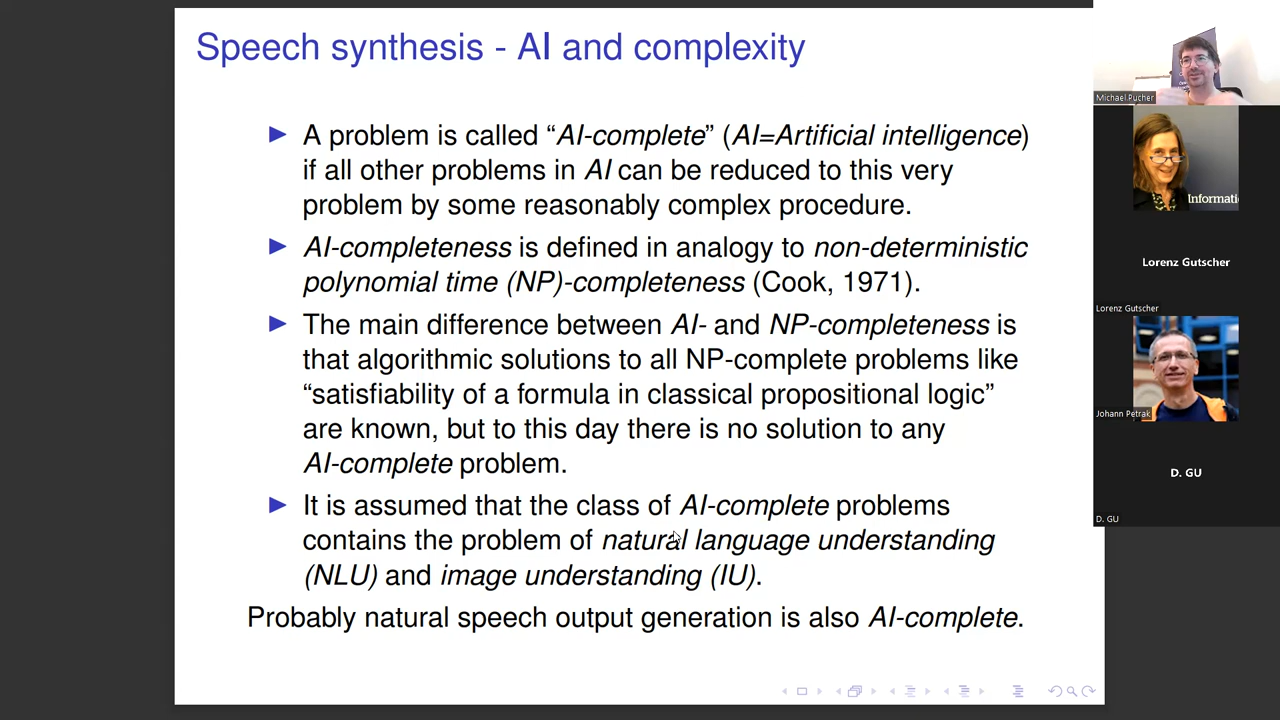 Speech synthesis - AI and complexity
A problem is called “AI-complete” (AI=Artificial intelligence)
if all other problems in AI can be reduced to this very
problem by some reasonably complex procedure.
AI-completeness is defined in analogy to non-deterministic
polynomial time (NP)-completeness (Cook, 1971).
The main difference between AI- and NP-completeness is
that algorithmic solutions to all NP-complete problems like
“satisfiability of a formula in classical propositional logic”
are known, but to this day there is no solution to any
AI-complete problem.
It is assumed that the class of AI-complete problems
contains the problem of natural language understanding
(NLU) and image understanding (IU).
Probably natural speech output generation is also AI-complete.
Michael Pucher
Informati
Lorenz Gutscher
Lorenz Gutscher
Johann Petrak
D. GU
D. GU